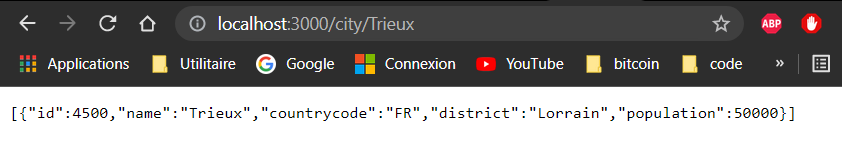 localhost:3000/city/Trieux
ABP
Applications Utilitaire Google Connexion YouTube bitcoin code »
[{"id":4500,"name":"Trieux","countrycode":"FR","district":"Lorrain","population":50000}]